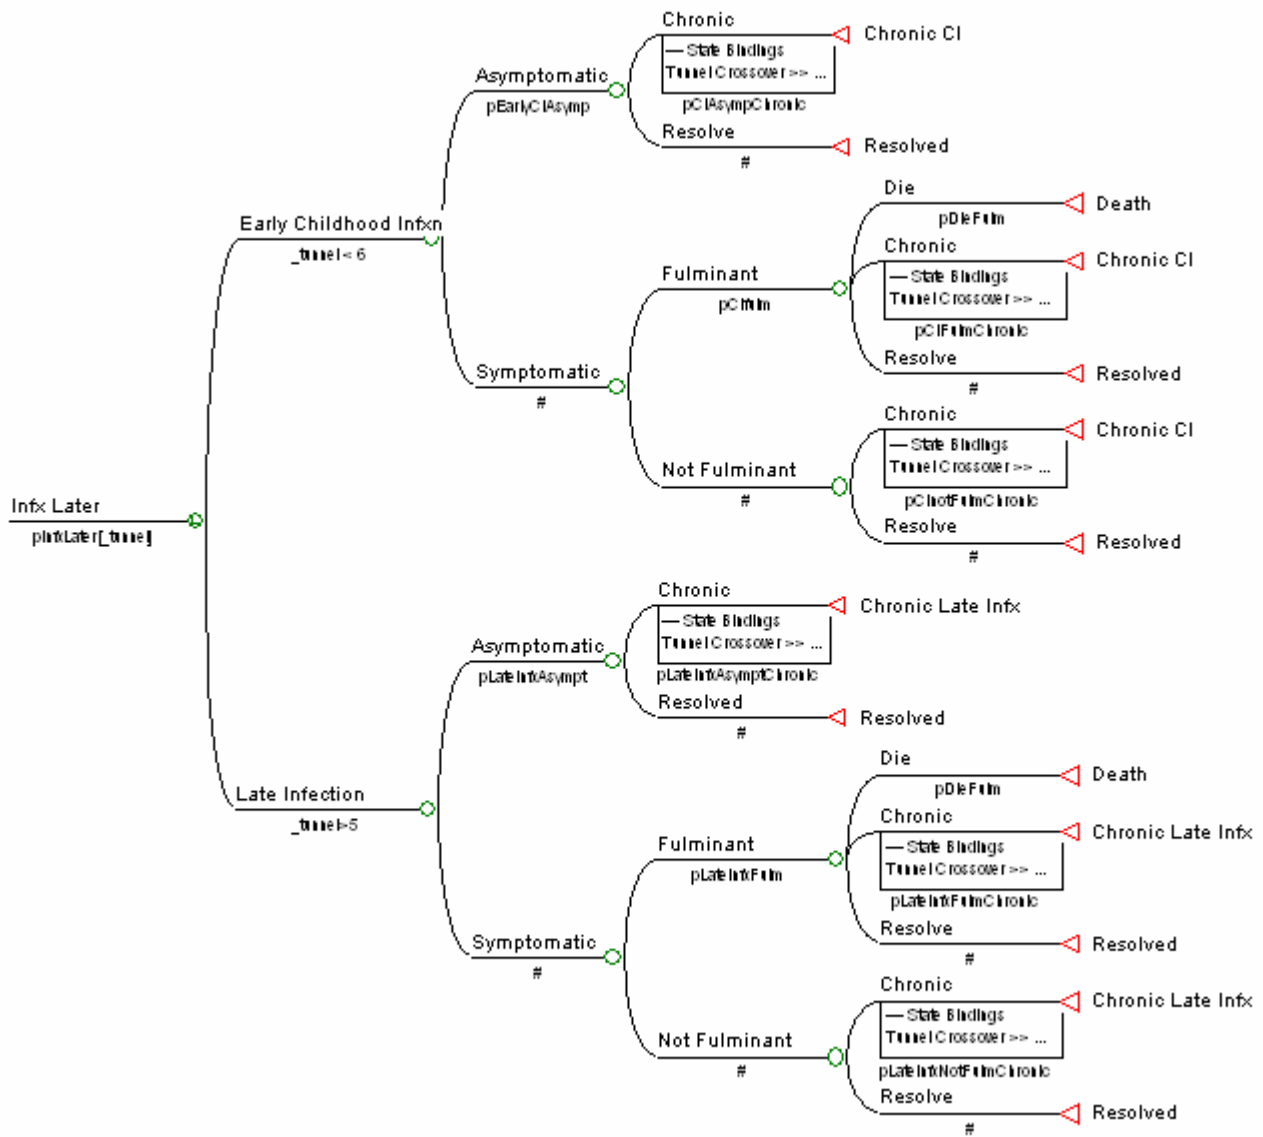 Chronic
Chronic CI
— State Bindings
Tunnel Crossover >> ...
pCIAsympChronic
Asymptomatic
pEarlyCIAsymp
Resolve
Resolved
#
Die
Death
pDieFulm
Early Childhood Infxn
_tunnel < 6
Chronic
Chronic CI
— State Bindings
Tunnel Crossover >> ...
pCIFulmChronic
Fulminant
pCIfulm
Resolve
Resolved
#
Symptomatic
#
Chronic
Chronic CI
— State Bindings
Tunnel Crossover >> ...
pCInotFulmChronic
Not Fulminant
#
Resolve
Resolved
#
Infx Later
pInfxLater[_tunnel]
Chronic
Chronic Late Infx
— State Bindings
Tunnel Crossover >> ...
pLateInfxAsymptChronic
Asymptomatic
pLateInfxAsympt
Resolved
Resolved
#
Die
Death
pDieFulm
Late Infection
_tunnel>5
Chronic
Chronic Late Infx
— State Bindings
Tunnel Crossover >> ...
pLateInfxFulmChronic
Fulminant
pLateInfxFulm
Resolve
Resolved
#
Symptomatic
#
Chronic
Chronic Late Infx
— State Bindings
Tunnel Crossover >> ...
pLateInfxNotFulmChronic
Not Fulminant
#
Resolve
Resolved
#